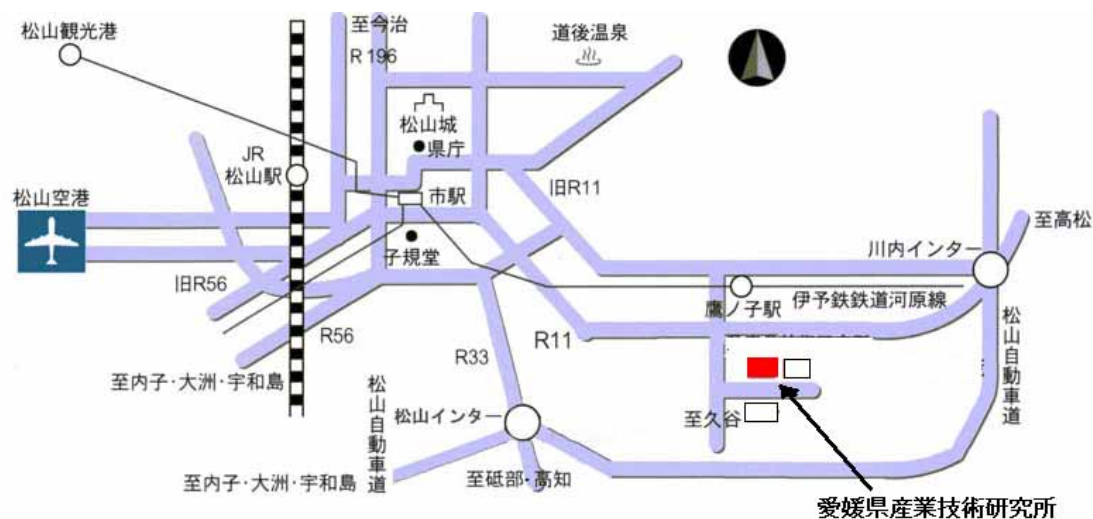 松山観光港
至今治
R 196
道後温泉
松山城
県庁
JR
松山駅
市駅
旧R11
松山空港
子規堂
至高松
川内インター
旧R56
鷹ノ子駅
伊予鉄鉄道河原線
R56
R33
R11
松山自動車道
至内子・大洲・宇和島
松山自動車道
松山インター
至久谷
至内子・大洲・宇和島
至砥部・高知
愛媛県産業技術研究所